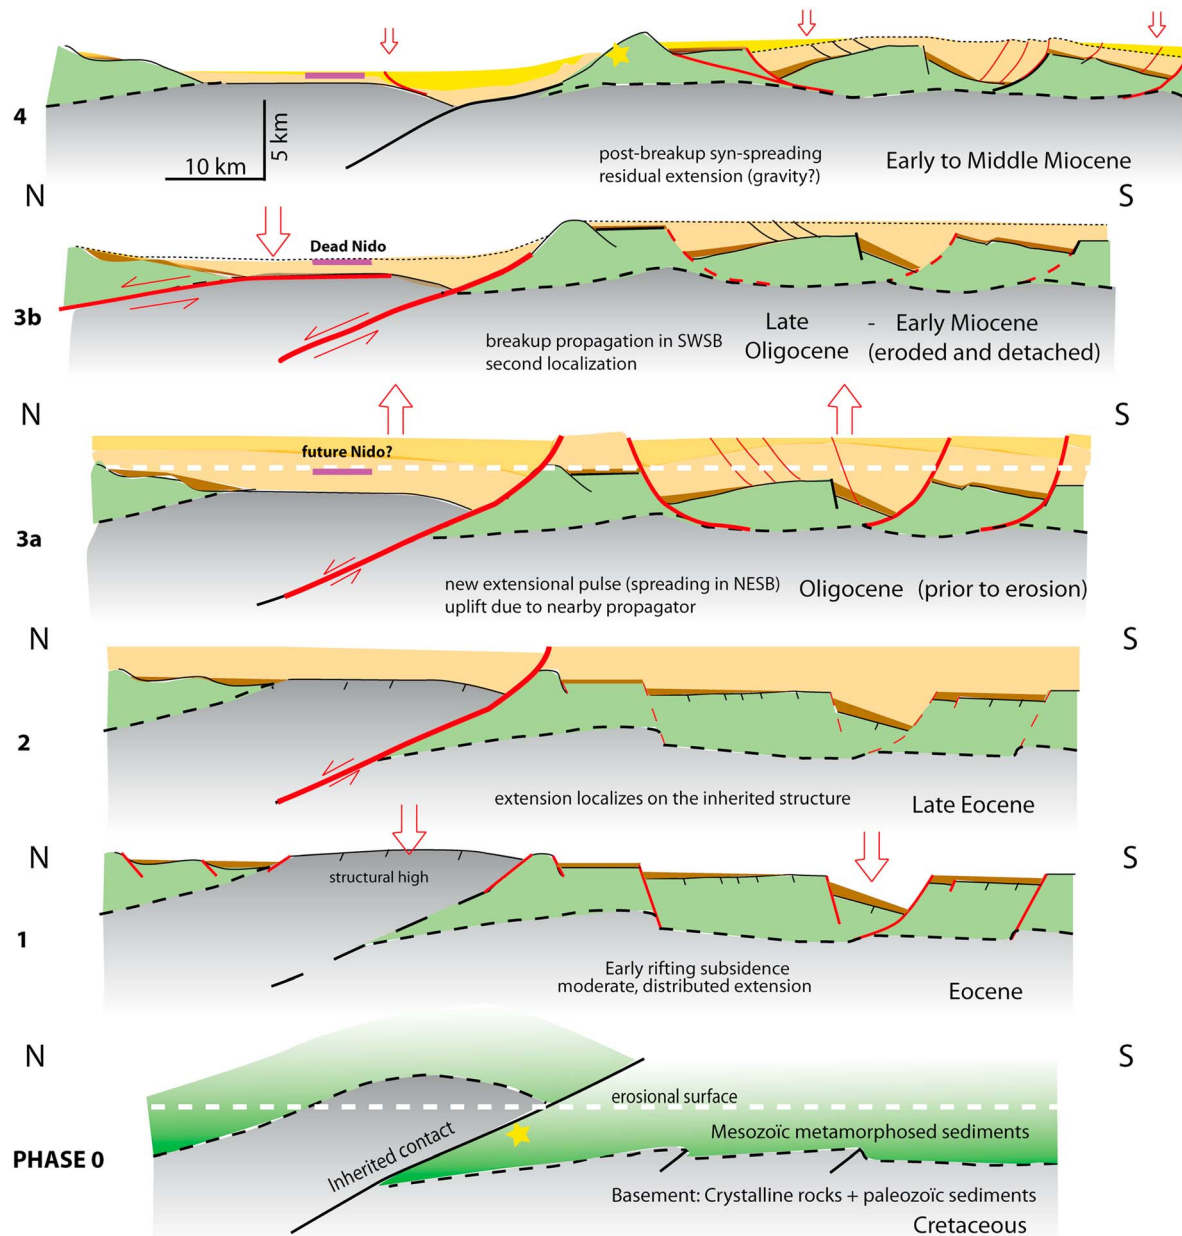 4
10 km
5 km
post-breakup syn-spreading
residual extension (gravity?)
Early to Middle Miocene
N
S
Dead Nido
3b
breakup propagation in SWSB
second localization
Late - Early Miocene
Oligocene (eroded and detached)
N
S
future Nido?
3a
new extensional pulse (spreading in NESB)
uplift due to nearby propagator
Oligocene (prior to erosion)
N
S
2
extension localizes on the inherited structure
Late Eocene
N
S
structural high
1
Early rifting subsidence
moderate, distributed extension
Eocene
N
S
erosional surface
Inherited contact
Mesozoïc metamorphosed sediments
PHASE 0
Basement: Crystalline rocks + paleozoïc sediments
Cretaceous